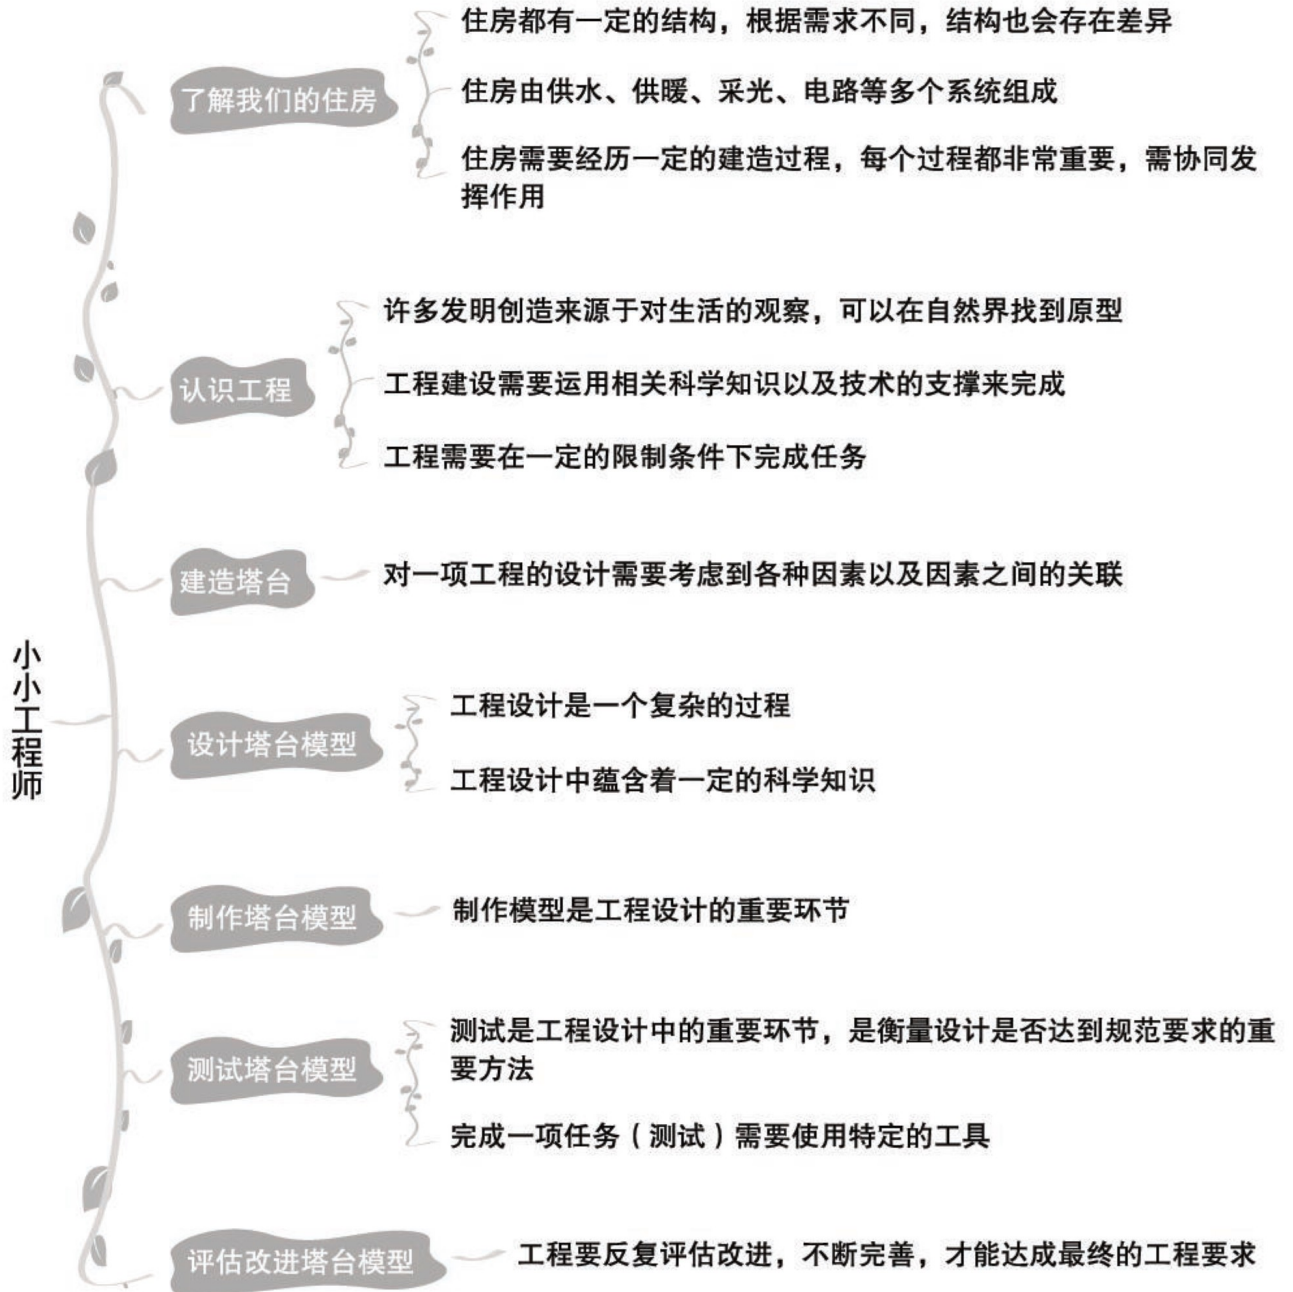 小小工程师
了解我们的住房
住房都有一定的结构，根据需求不同，结构也会存在差异
住房由供水、供暖、采光、电路等多个系统组成
住房需要经历一定的建造过程，每个过程都非常重要，需协同发
挥作用
认识工程
许多发明创造来源于对生活的观察，可以在自然界找到原型
工程建设需要运用相关科学知识以及技术的支撑来完成
工程需要在一定的限制条件下完成任务
建造塔台
对一项工程的设计需要考虑到各种因素以及因素之间的关联
设计塔台模型
工程设计是一个复杂的过程
工程设计中蕴含着一定的科学知识
制作塔台模型
制作模型是工程设计的重要环节
测试塔台模型
测试是工程设计中的重要环节，是衡量设计是否达到规范要求的重
要方法
完成一项任务（测试）需要使用特定的工具
评估改进塔台模型
工程要反复评估改进，不断完善，才能达成最终的工程要求